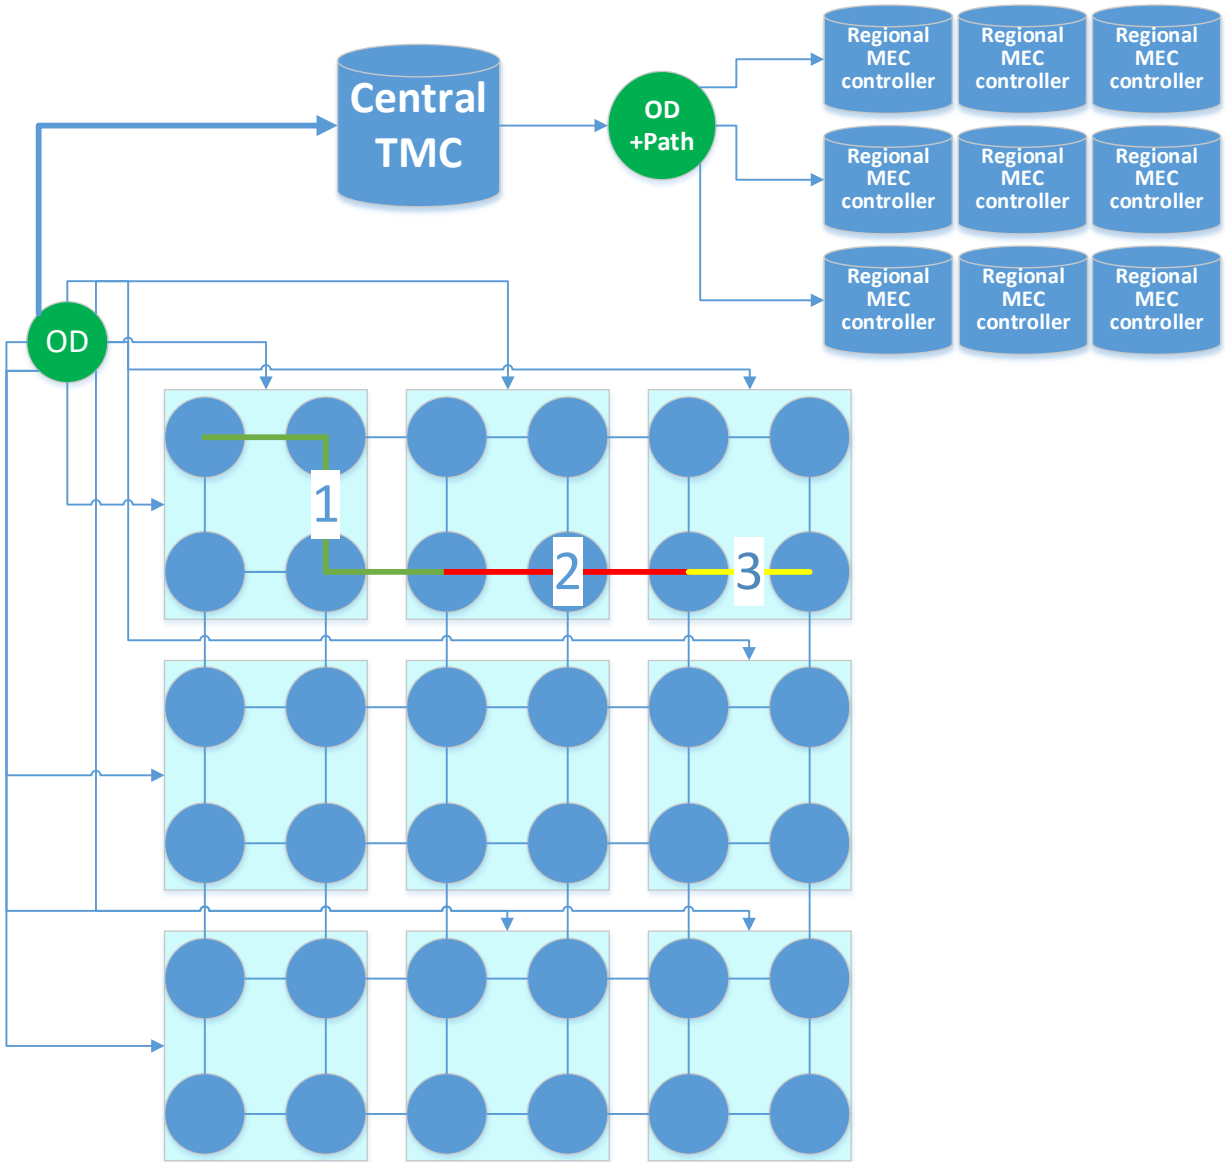 Central
TMC
OD
+Path
Regional
MEC
controller
Regional
MEC
controller
Regional
MEC
controller
Regional
MEC
controller
Regional
MEC
controller
Regional
MEC
controller
Regional
MEC
controller
Regional
MEC
controller
Regional
MEC
controller
OD
1
2
3